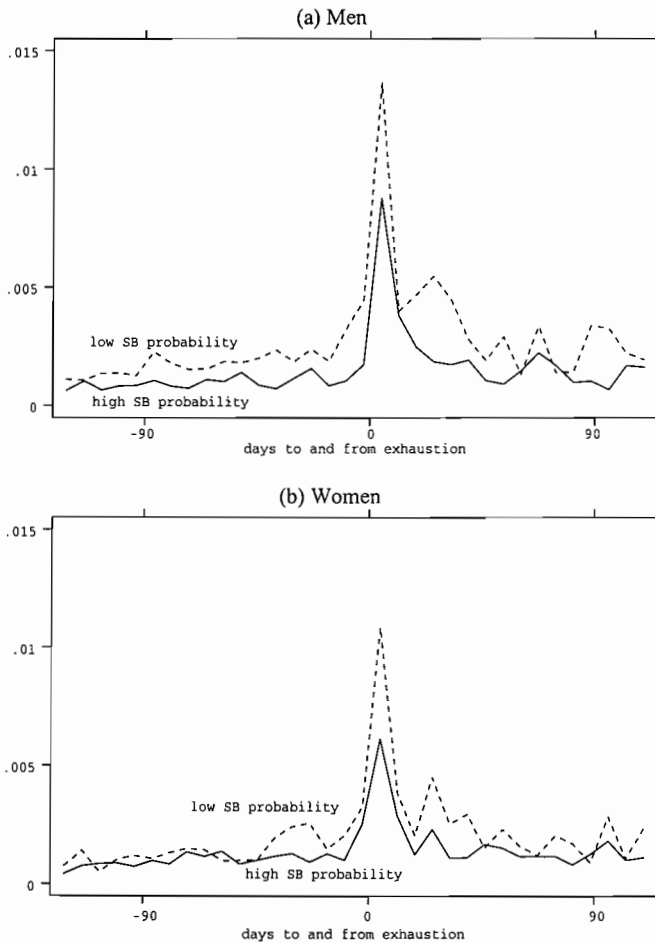 (a) Men
.015
.01
.005
low SB probability
high SB probability
0
-90 0 90
days to and from exhaustion
(b) Women
.015
.01
.005
low SB probability
high SB probability
0
-90 0 90
days to and from exhaustion